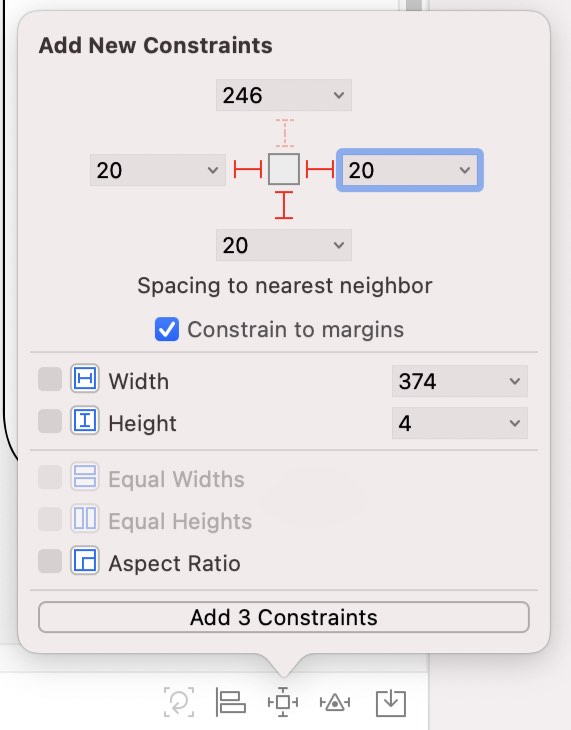 Add New Constraints
246
20
20
20
Spacing to nearest neighbor
Constrain to margins
Width
374
Height
4
Equal Widths
Equal Heights
Aspect Ratio
Add 3 Constraints